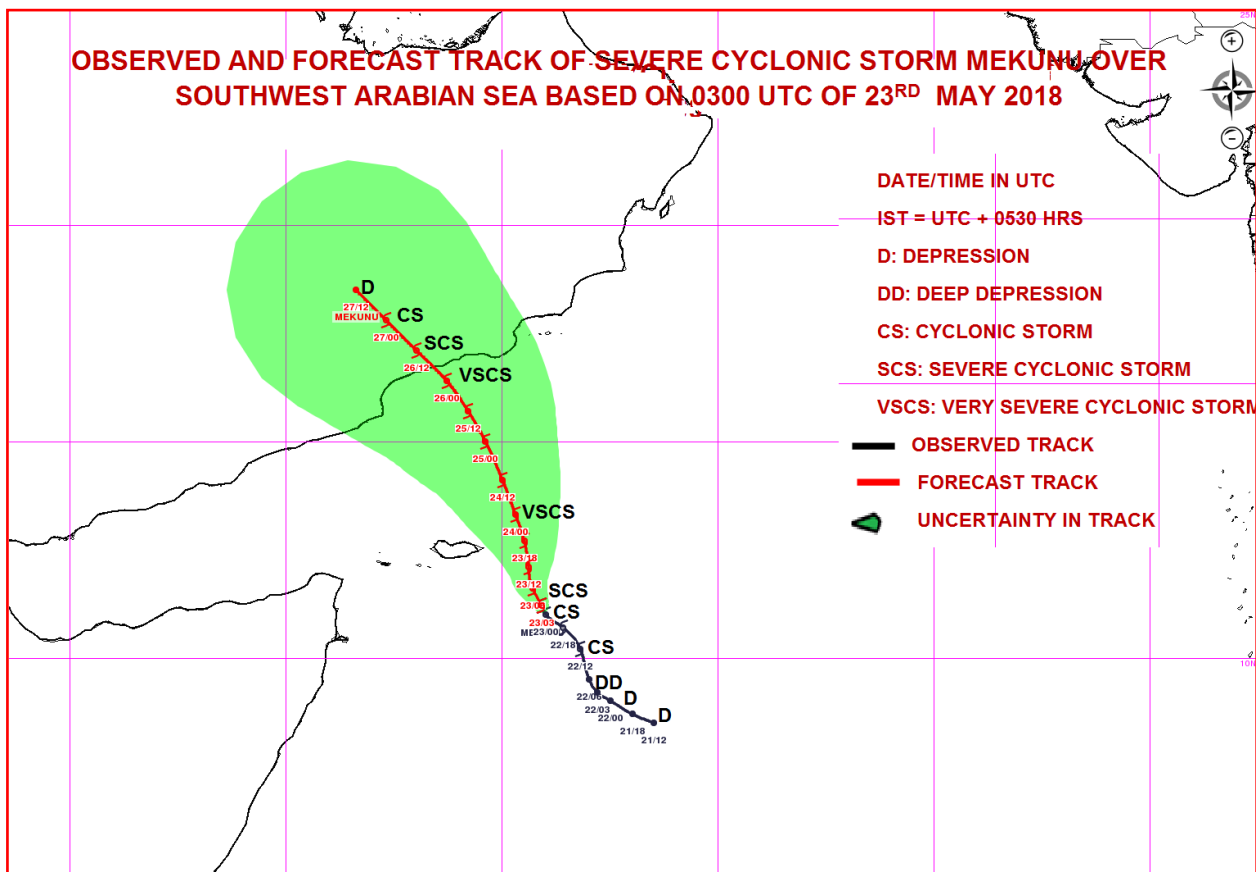 25N
OBSERVED AND FORECAST TRACK OF SEVERE CYCLONIC STORM MEKUNU OVER
SOUTHWEST ARABIAN SEA BASED ON 0300 UTC OF 23RD MAY 2018
DATE/TIME IN UTC
IST = UTC + 0530 HRS
D: DEPRESSION
DD: DEEP DEPRESSION
CS: CYCLONIC STORM
SCS: SEVERE CYCLONIC STORM
VSCS: VERY SEVERE CYCLONIC STORM
OBSERVED TRACK
FORECAST TRACK
UNCERTAINTY IN TRACK
D
27/12
MEKUNU
CS
27/00
SCS
26/12
VSCS
26/00
25/12
25/00
24/12
VSCS
24/00
23/18
23/12
SCS
CS
23/03
23/00
22/18
CS
22/12
DD
22/06
22/03
D
22/00
D
21/18
21/12
10N